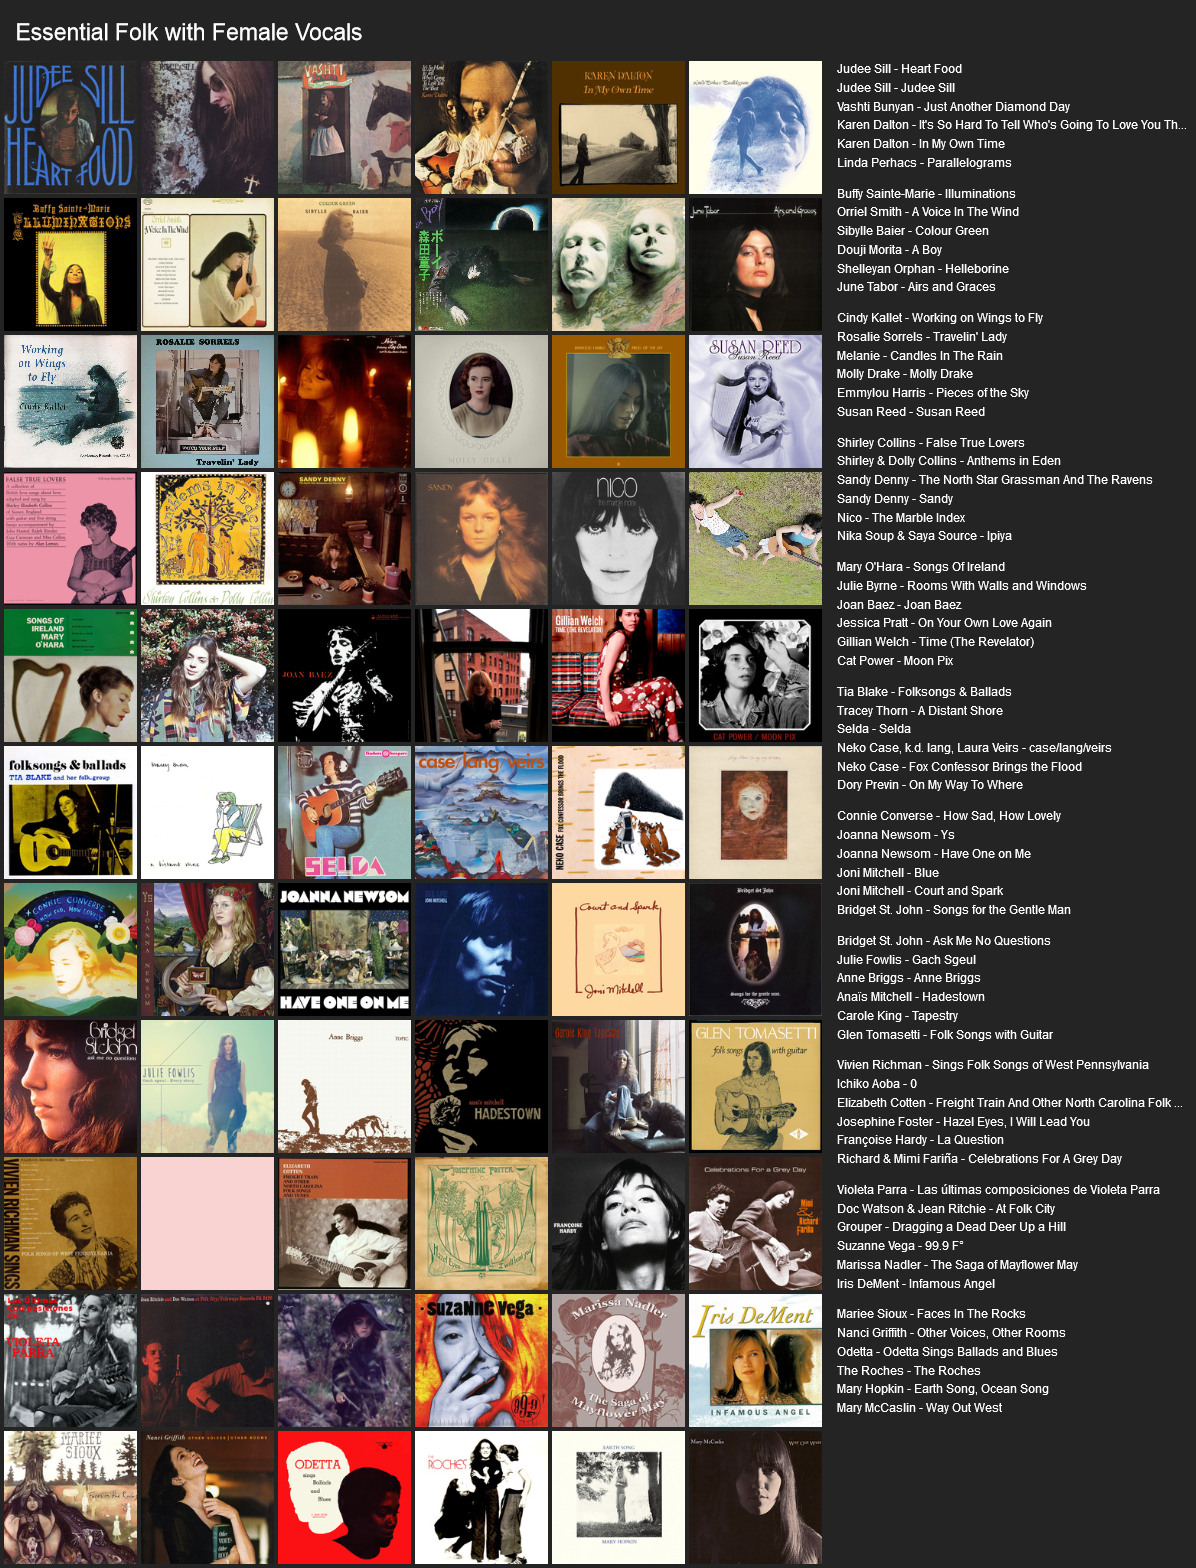 Essential Folk with Female Vocals
Judee Sill - Heart Food
Judee Sill - Judee Sill
Vashti Bunyan - Just Another Diamond Day
Karen Dalton - It's So Hard To Tell Who's Going To Love You Th...
Karen Dalton - In My Own Time
Linda Perhacs - Parallelograms
Buffy Sainte-Marie - Illuminations
Orriel Smith - A Voice In The Wind
Sibylle Baier - Colour Green
Douji Morita - A Boy
Shelleyan Orphan - Helleborine
June Tabor - Airs and Graces
Cindy Kallet - Working on Wings to Fly
Rosalie Sorrels - Travelin' Lady
Melanie - Candles In The Rain
Molly Drake - Molly Drake
Emmylou Harris - Pieces of the Sky
Susan Reed - Susan Reed
Shirley Collins - False True Lovers
Shirley & Dolly Collins - Anthems in Eden
Sandy Denny - The North Star Grassman And The Ravens
Sandy Denny - Sandy
Nico - The Marble Index
Nika Soup & Saya Source - Ipiya
Mary O'Hara - Songs Of Ireland
Julie Byrne - Rooms With Walls and Windows
Joan Baez - Joan Baez
Jessica Pratt - On Your Own Love Again
Gillian Welch - Time (The Revelator)
Cat Power - Moon Pix
Tia Blake - Folksongs & Ballads
Tracey Thorn - A Distant Shore
Selda - Selda
Neko Case, k.d. lang, Laura Veirs - case/lang/veirs
Neko Case - Fox Confessor Brings the Flood
Dory Previn - On My Way To Where
Connie Converse - How Sad, How Lovely
Joanna Newsom - Ys
Joanna Newsom - Have One on Me
Joni Mitchell - Blue
Joni Mitchell - Court and Spark
Bridget St. John - Songs for the Gentle Man
Bridget St. John - Ask Me No Questions
Julie Fowlis - Gach Sgeul
Anne Briggs - Anne Briggs
Anaïs Mitchell - Hadestown
Carole King - Tapestry
Glen Tomasetti - Folk Songs with Guitar
Vivien Richman - Sings Folk Songs of West Pennsylvania
Ichiko Aoba - 0
Elizabeth Cotten - Freight Train And Other North Carolina Folk ...
Josephine Foster - Hazel Eyes, I Will Lead You
Françoise Hardy - La Question
Richard & Mimi Fariña - Celebrations For A Grey Day
Violeta Parra - Las últimas composiciones de Violeta Parra
Doc Watson & Jean Ritchie - At Folk City
Grouper - Dragging a Dead Deer Up a Hill
Suzanne Vega - 99.9 F°
Marissa Nadler - The Saga of Mayflower May
Iris DeMent - Infamous Angel
Mariee Sioux - Faces In The Rocks
Nanci Griffith - Other Voices, Other Rooms
Odetta - Odetta Sings Ballads and Blues
The Roches - The Roches
Mary Hopkin - Earth Song, Ocean Song
Mary McCaslin - Way Out West
JUDEE SILL
HEART FOOD
VASHTI
KAREN DALTON
In My Own Time
Buffy Sainte-Marie
ILLUMINATIONS
A Voice In The Wind
COLOUR GREEN
SIBYLLE BAIER
ボーイ
森田童子
June Tabor
Airs and Graces
Working
on Wings
to Fly
Cindy Kallet
ROSALIE SORRELS
Travelin' Lady
MOLLY DRAKE
SUSAN REED
Susan Reed
FALSE TRUE LOVERS
Anthems in Eden
Shirley Collins Dolly Collins
SANDY DENNY
SANDY
NICO
SONGS OF
IRELAND
MARY
O'HARA
JOAN BAEZ
Gillian Welch
TIME (THE REVELATOR)
CAT POWER / MOON PIX
folksongs & ballads
TIA BLAKE and her folk-group
a distant shore
SELDA
case/lang/veirs
NEKO CASE FOX CONFESSOR BRINGS THE FLOOD
CONNIE CONVERSE
HOW SAD, HOW LOVELY
YS
JOANNA NEWSOM
JOANNA NEWSOM
HAVE ONE ON ME
BLUE
JONI MITCHELL
Court and Spark
Joni Mitchell
Bridget St John
Songs for the gentle man
Bridget
St John
ask me no questions
JULIE FOWLIS
Anne Briggs
TOPIC
anaïs mitchell
HADESTOWN
Carole King Tapestry
GLEN TOMASETTI
folk songs with guitar
VIVIEN RICHMAN SINGS
FOLK SONGS OF WEST PENNSYLVANIA
ELIZABETH
COTTEN
FREIGHT TRAIN
AND OTHER
NORTH CAROLINA
FOLK SONGS
AND TUNES
JOSEPHINE FOSTER
FRANÇOISE
HARDY
Celebrations For a Grey Day
Mimi
&
Richard
Fariña
VIOLETA
PARRA
suzaNNe Vega
99.9 F°
Marissa Nadler
The Saga of
Mayflower May
Iris DeMent
INFAMOUS ANGEL
MARIEE
SIOUX
Nanci Griffith
OTHER VOICES | OTHER ROOMS
ODETTA
sings
Ballads
and
Blues
ROCHES
EARTH SONG
MARY HOPKIN
Mary McCaslin
Way Out West